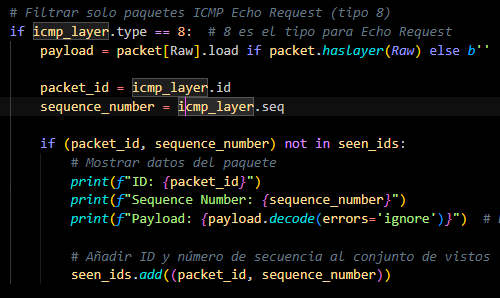 # Filtrar solo paquetes ICMP Echo Request (tipo 8)
if icmp_layer.type == 8:  # 8 es el tipo para Echo Request
    payload = packet[Raw].load if packet.haslayer(Raw) else b''
    packet_id = icmp_layer.id
    sequence_number = icmp_layer.seq
    if (packet_id, sequence_number) not in seen_ids:
        # Mostrar datos del paquete
        print(f"ID: {packet_id}")
        print(f"Sequence Number: {sequence_number}")
        print(f"Payload: {payload.decode(errors='ignore')}")  #
        # Añadir ID y número de secuencia al conjunto de vistos
        seen_ids.add((packet_id, sequence_number))